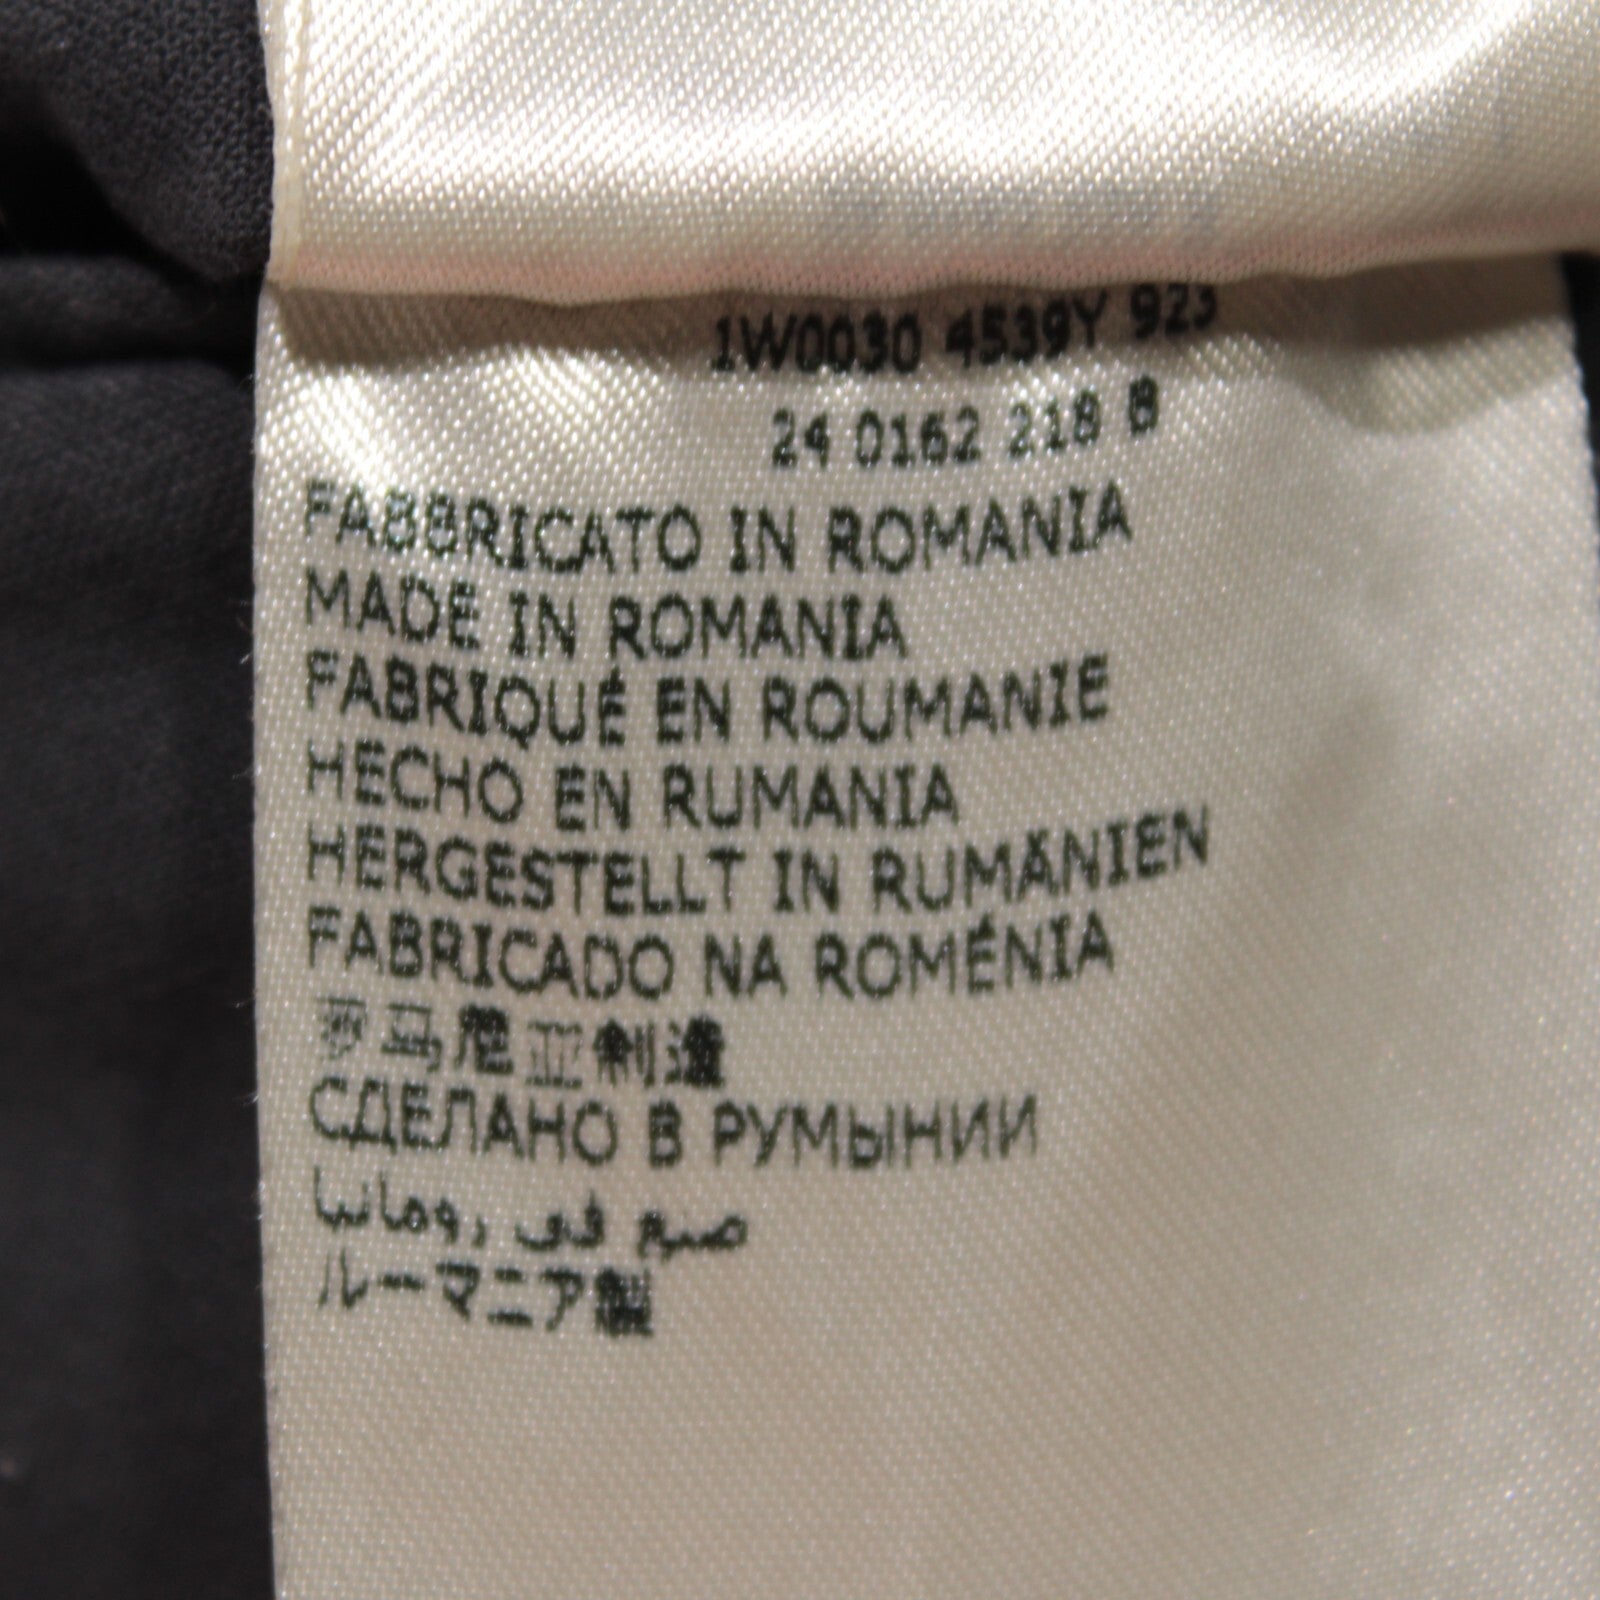 1W0030 4539Y 923
24 0162 218 8
FABBRICATO IN ROMANIA
MADE IN ROMANIA
FABRIQUÉ EN ROUMANIE
HECHO EN RUMANIA
HERGESTELLT IN RUMÄNIEN
FABRICADO NA ROMÉNIA
罗马尼亚制造
СДЕЛАНО В РУМЫНИИ
صنع في رومانيا
ルーマニア製